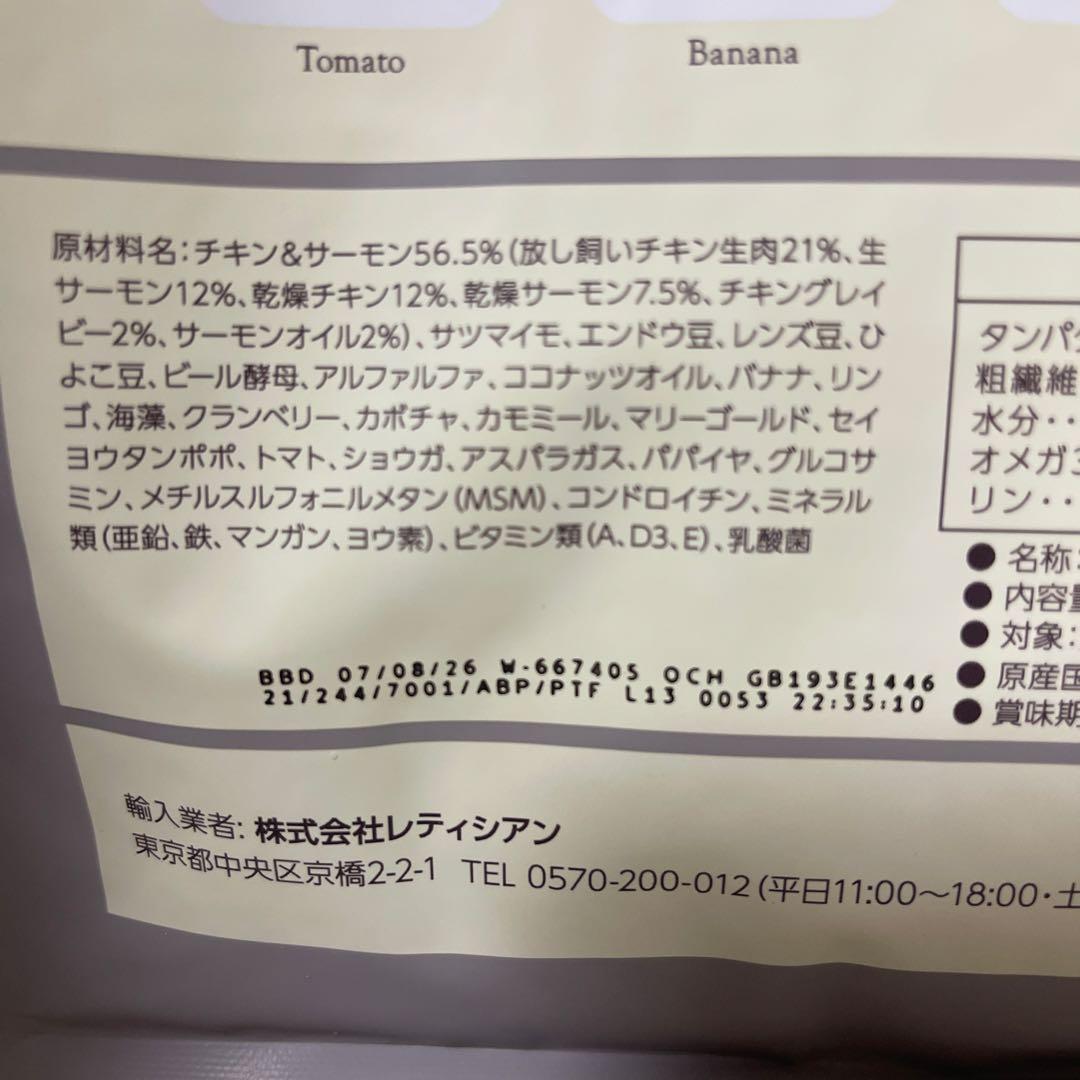 Tomato
Banana
原材料名:チキン&サーモン56.5%(放し飼いチキン生肉21%、生
サーモン12%、乾燥チキン12%、乾燥サーモン7.5%、チキングレイ
ビー2%、サーモンオイル2%)、サツマイモ、エンドウ豆、レンズ豆、ひ
よこ豆、ビール酵母、アルファルファ、ココナッツオイル、バナナ、リン
ゴ、海藻、クランベリー、カボチャ、カモミール、マリーゴールド、セイ
ヨウタンポポ、トマト、ショウガ、アスパラガス、パパイヤ、グルコサ
ミン、メチルスルフォニルメタン(MSM)、コンドロイチン、ミネラル
類(亜鉛、鉄、マンガン、ヨウ素)、ビタミン類(A、D3、E)、乳酸菌
タンパク
粗繊維
水分・・
オメガ3
リン・・
● 名称:
● 内容量
● 対象:
● 原産国
● 賞味期
BBD 07/08/26 W-667405 OCH GB193E1446
21/244/7001/ABP/PTF L13 0053 22:35:10
輸入業者: 株式会社レティシアン
東京都中央区京橋2-2-1 TEL 0570-200-012(平日11:00〜18:00・土